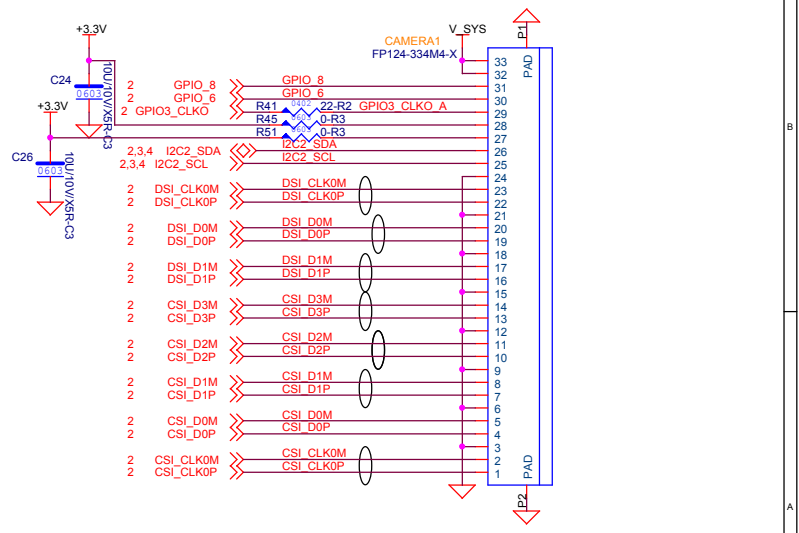 +3.3V
V_SYS
CAMERA1
FP124-334M4-X
P1
PAD
33
32
C24
0603
10U/10V/X5R-C3
2 GPIO_8 GPIO_8 31
2 GPIO_6 GPIO_6 30
2 GPIO3_CLKO R41 0402 22-R2 GPIO3_CLKO_A 29
+3.3V
R45 0603 0-R3 28
R51 0603 0-R3 27
C26
0603
10U/10V/X5R-C3
2,3,4 I2C2_SDA I2C2_SDA 26
2,3,4 I2C2_SCL I2C2_SCL 25
24
2 DSI_CLK0M DSI_CLK0M 23
2 DSI_CLK0P DSI_CLK0P 22
21
2 DSI_D0M DSI_D0M 20
2 DSI_D0P DSI_D0P 19
18
2 DSI_D1M DSI_D1M 17
2 DSI_D1P DSI_D1P 16
15
2 CSI_D3M CSI_D3M 14
2 CSI_D3P CSI_D3P 13
12
2 CSI_D2M CSI_D2M 11
2 CSI_D2P CSI_D2P 10
9
2 CSI_D1M CSI_D1M 8
2 CSI_D1P CSI_D1P 7
6
2 CSI_D0M CSI_D0M 5
2 CSI_D0P CSI_D0P 4
3
2 CSI_CLK0M CSI_CLK0M 2
2 CSI_CLK0P CSI_CLK0P 1
PAD
P2
B
A